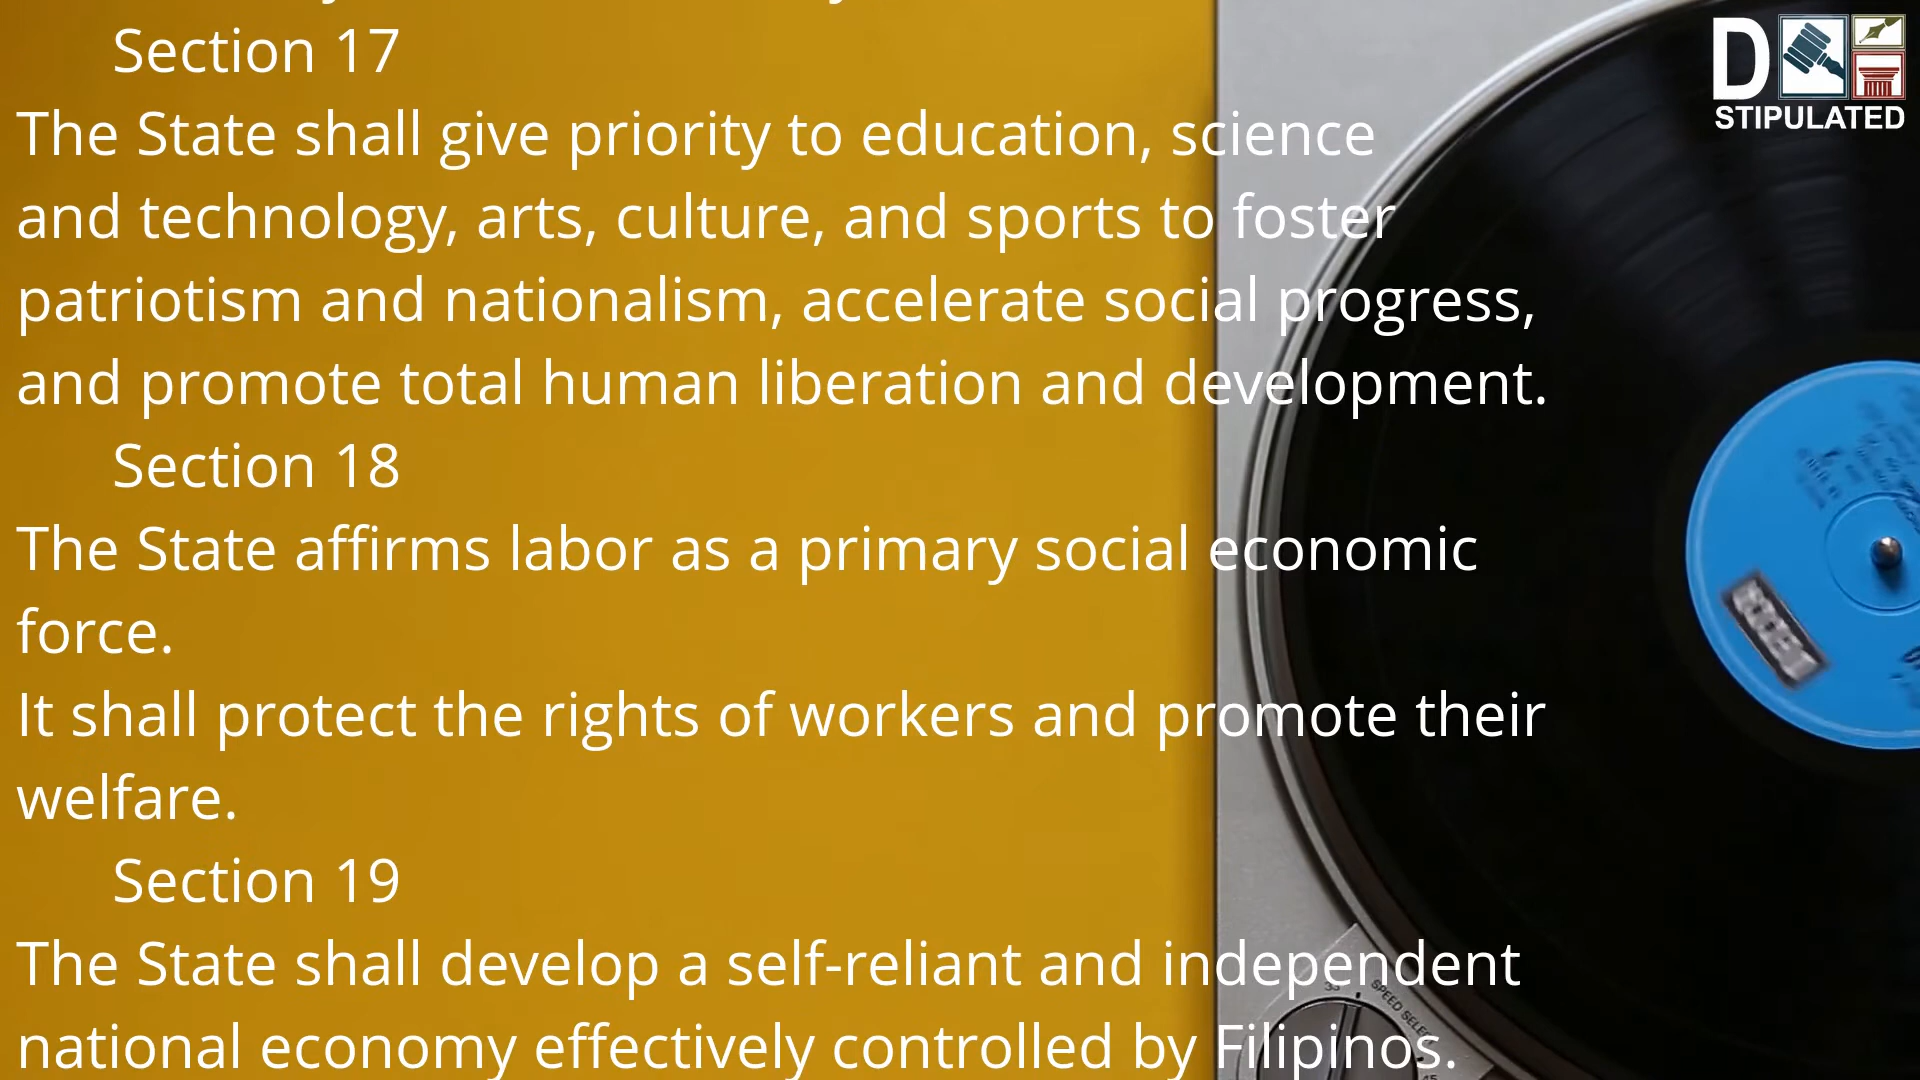 Section 17
The State shall give priority to education, science
and technology, arts, culture, and sports to foster
patriotism and nationalism, accelerate social progress,
and promote total human liberation and development.
Section 18
The State affirms labor as a primary social economic
force.
It shall protect the rights of workers and promote their
welfare.
Section 19
The State shall develop a self-reliant and independent
national economy effectively controlled by Filipinos.
D
STIPULATED
33
45